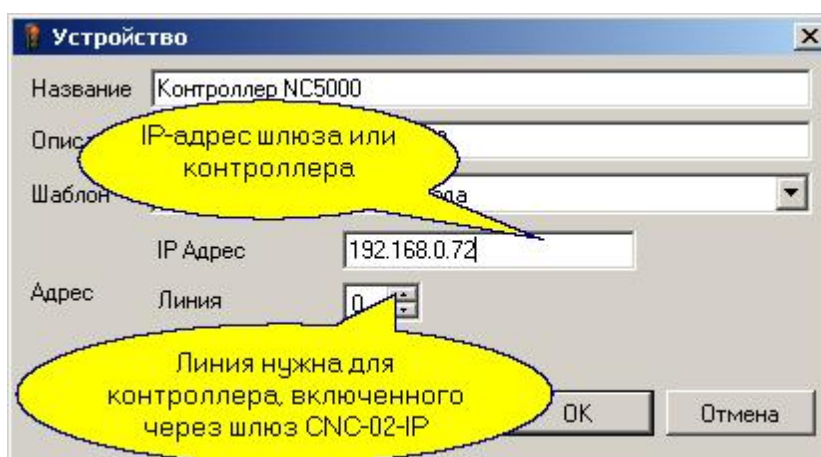 Устройство
Название Контроллер NC5000
IP-адрес шлюза или
контроллера
Шаблон
IP Адрес 192.168.0.72
Адрес
Линия 0
Линия нужна для
контроллера, включенного
через шлюз CNC-02-IP
OK Отмена